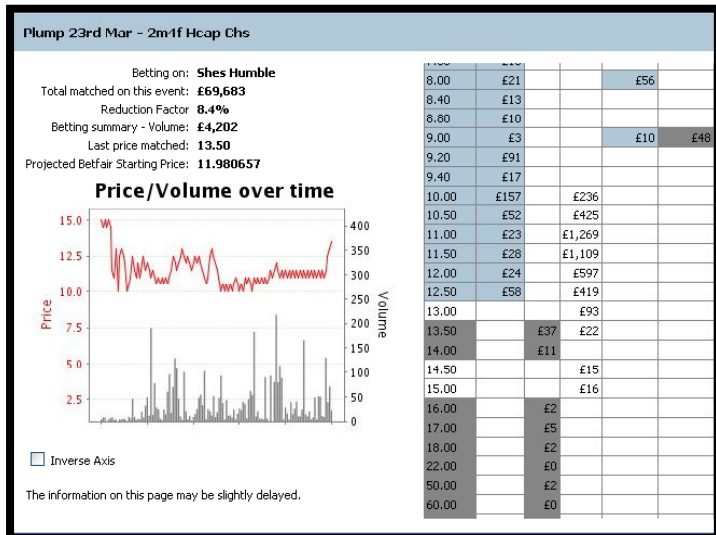 Plump 23rd Mar - 2m4f Hcap Chs
Betting on: Shes Humble
Total matched on this event: £69,683
Reduction Factor 8.4%
Betting summary - Volume: £4,202
Last price matched: 13.50
Projected Betfair Starting Price: 11.980657
Price/Volume over time
15.0
12.5
10.0
7.5
5.0
2.5
Price
400
350
300
250
200
150
100
50
0
Volume
Inverse Axis
The information on this page may be slightly delayed.
8.00 £21 £56
8.40 £13
8.80 £10
9.00 £3 £10 £48
9.20 £91
9.40 £17
10.00 £157 £236
10.50 £52 £425
11.00 £23 £1,269
11.50 £28 £1,109
12.00 £24 £597
12.50 £58 £419
13.00 £93
13.50 £37 £22
14.00 £11
14.50 £15
15.00 £16
16.00 £2
17.00 £5
18.00 £2
22.00 £0
50.00 £2
60.00 £0